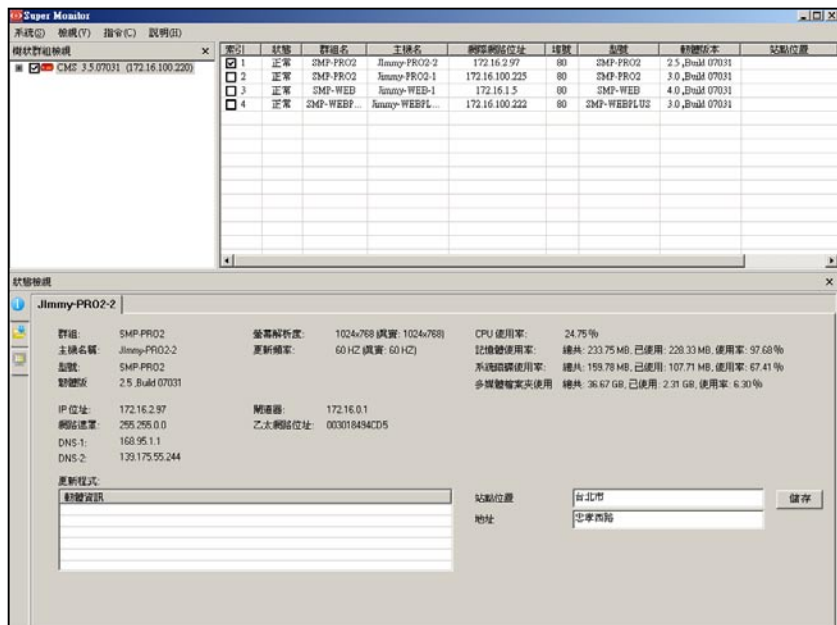 Super Monitor
系統(S) 檢視(V) 指令(C) 說明(H)
樹狀群組檢視
CMS 3.5.07031 (172.16.100.220)
索引 狀態 群組名 主機名 網際網路位址 埠號 型號 軔體版本 站點位置
1 正常 SMP-PRO2 JImmy-PRO2-2 172.16.2.97 80 SMP-PRO2 2.5 ,Build 07031
2 正常 SMP-PRO2 Jimmy-PRO2-1 172.16.100.225 80 SMP-PRO2 3.0 ,Build 07031
3 正常 SMP-WEB Jimmy-WEB-1 172.16.1.5 80 SMP-WEB 4.0 ,Build 07031
4 正常 SMP-WEBP... Jimmy-WEBPL... 172.16.100.222 80 SMP-WEBPLUS 3.0 ,Build 07031
狀態檢視
JImmy-PRO2-2
群組: SMP-PRO2 螢幕解析度: 1024x768 (真實: 1024x768) CPU 使用率: 24.75 %
主機名稱: JImmy-PRO2-2 更新頻率: 60 HZ (真實: 60 HZ) 記憶體使用率: 總共: 233.75 MB, 已使用: 228.33 MB, 使用率: 97.68 %
型號: SMP-PRO2 系統磁碟使用率: 總共: 159.78 MB, 已使用: 107.71 MB, 使用率: 67.41 %
軔體版 2.5 ,Build 07031 多媒體檔案夾使用 總共: 36.67 GB, 已使用: 2.31 GB, 使用率: 6.30 %
IP 位址: 172.16.2.97 閘道器: 172.16.0.1
網路遮罩: 255.255.0.0 乙太網路位址: 003018494CD5
DNS-1: 168.95.1.1
DNS-2: 139.175.55.244
更新程式:
軔體資訊
站點位置 台北市 儲存
地址 忠孝西路